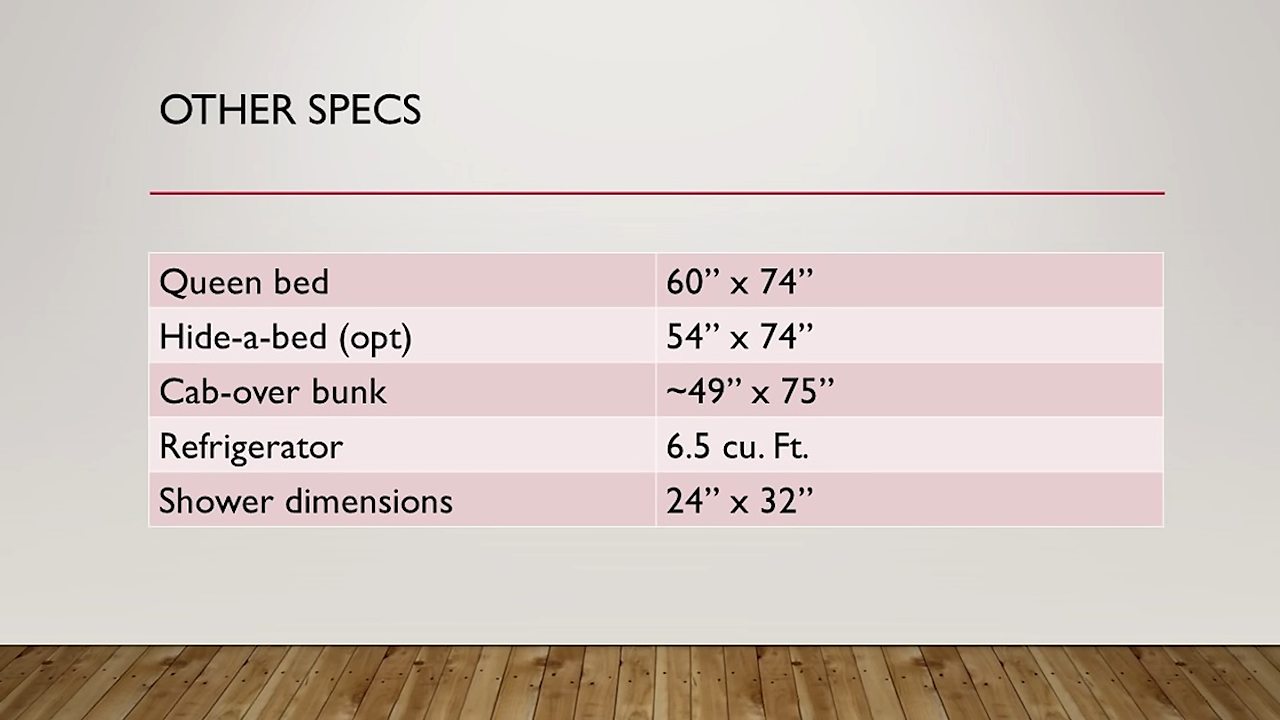 OTHER SPECS
Queen bed 60” x 74”
Hide-a-bed (opt) 54” x 74”
Cab-over bunk ~49” x 75”
Refrigerator 6.5 cu. Ft.
Shower dimensions 24” x 32”